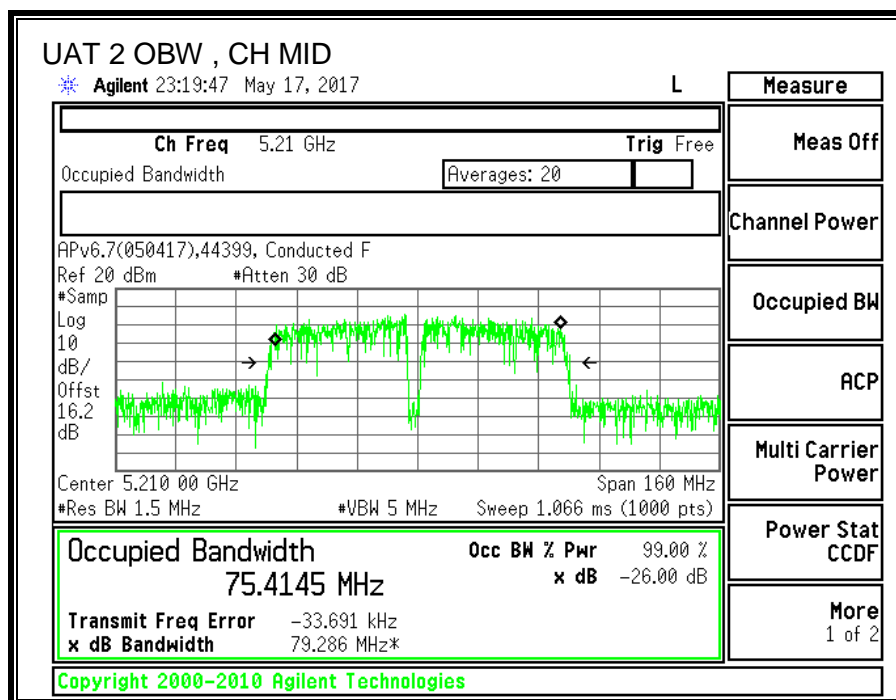 UAT 2 OBW , CH MID
Agilent 23:19:47 May 17, 2017 L
Measure
Ch Freq 5.21 GHz Trig Free
Meas Off
Occupied Bandwidth Averages: 20
Channel Power
APv6.7(050417),44399, Conducted F
Ref 20 dBm #Atten 30 dB
#Samp
Log
10
dB/
Offst
16.2
dB
Occupied BW
ACP
Multi Carrier
Power
Center 5.210 00 GHz Span 160 MHz
#Res BW 1.5 MHz #VBW 5 MHz Sweep 1.066 ms (1000 pts)
Power Stat
CCDF
Occupied Bandwidth Occ BW % Pwr 99.00 %
75.4145 MHz x dB -26.00 dB
Transmit Freq Error -33.691 kHz
x dB Bandwidth 79.286 MHz*
More
1 of 2
Copyright 2000-2010 Agilent Technologies